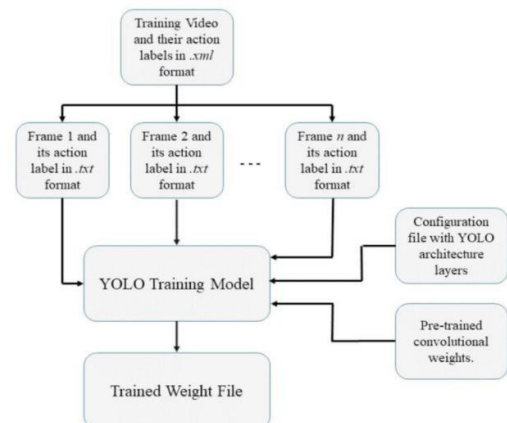 Training Video
and their action
labels in .xml
format
Frame 1 and
its action
label in .txt
format
Frame 2 and
its action
label in .txt
format
...
Frame n and
its action
label in .txt
format
Configuration
file with YOLO
architecture
layers
YOLO Training Model
Pre-trained
convolutional
weights.
Trained Weight File